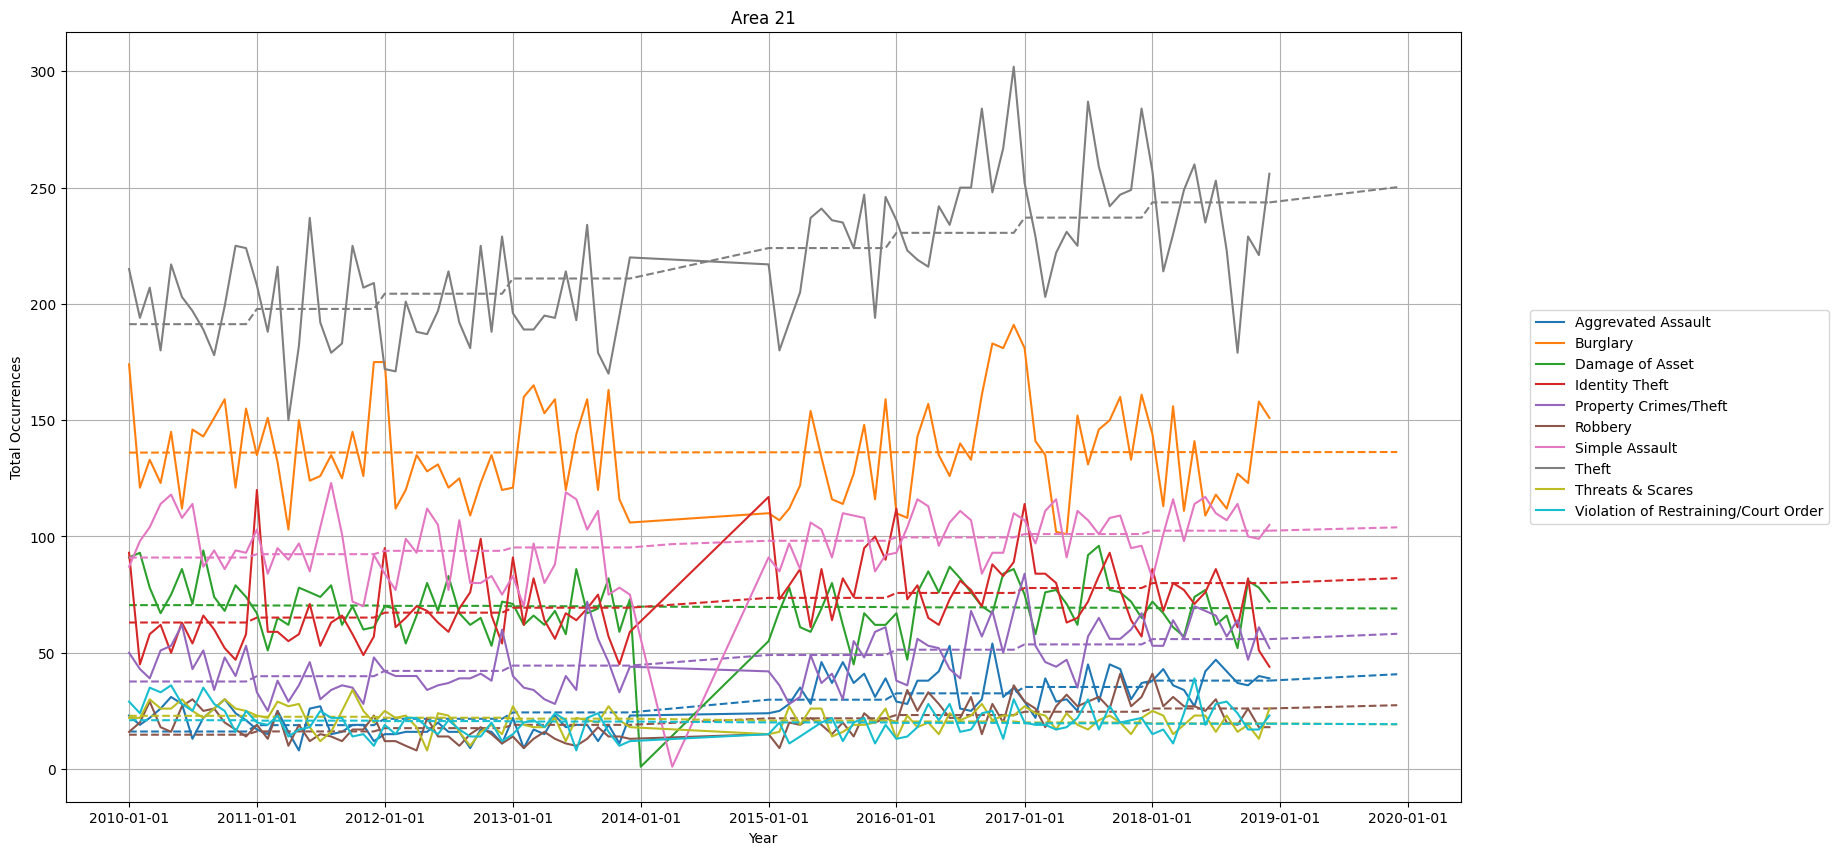 Area 21
Total Occurrences
300
250
200
150
100
50
0
2010-01-01 2011-01-01 2012-01-01 2013-01-01 2014-01-01 2015-01-01 2016-01-01 2017-01-01 2018-01-01 2019-01-01 2020-01-01
Year
Aggrevated Assault
Burglary
Damage of Asset
Identity Theft
Property Crimes/Theft
Robbery
Simple Assault
Theft
Threats & Scares
Violation of Restraining/Court Order